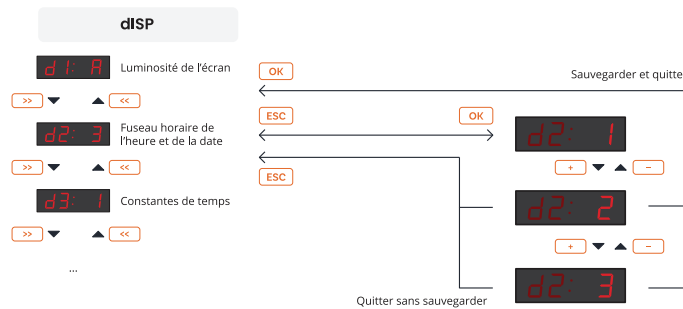 dISP
d1: A
Luminosité de l'écran
OK
Sauvegarder et quitte
>>
<<
ESC
OK
d2: 3
Fuseau horaire de
l'heure et de la date
d2: 1
>>
<<
ESC
+
−
d3: 1
Constantes de temps
d2: 2
>>
<<
+
−
...
d2: 3
Quitter sans sauvegarder